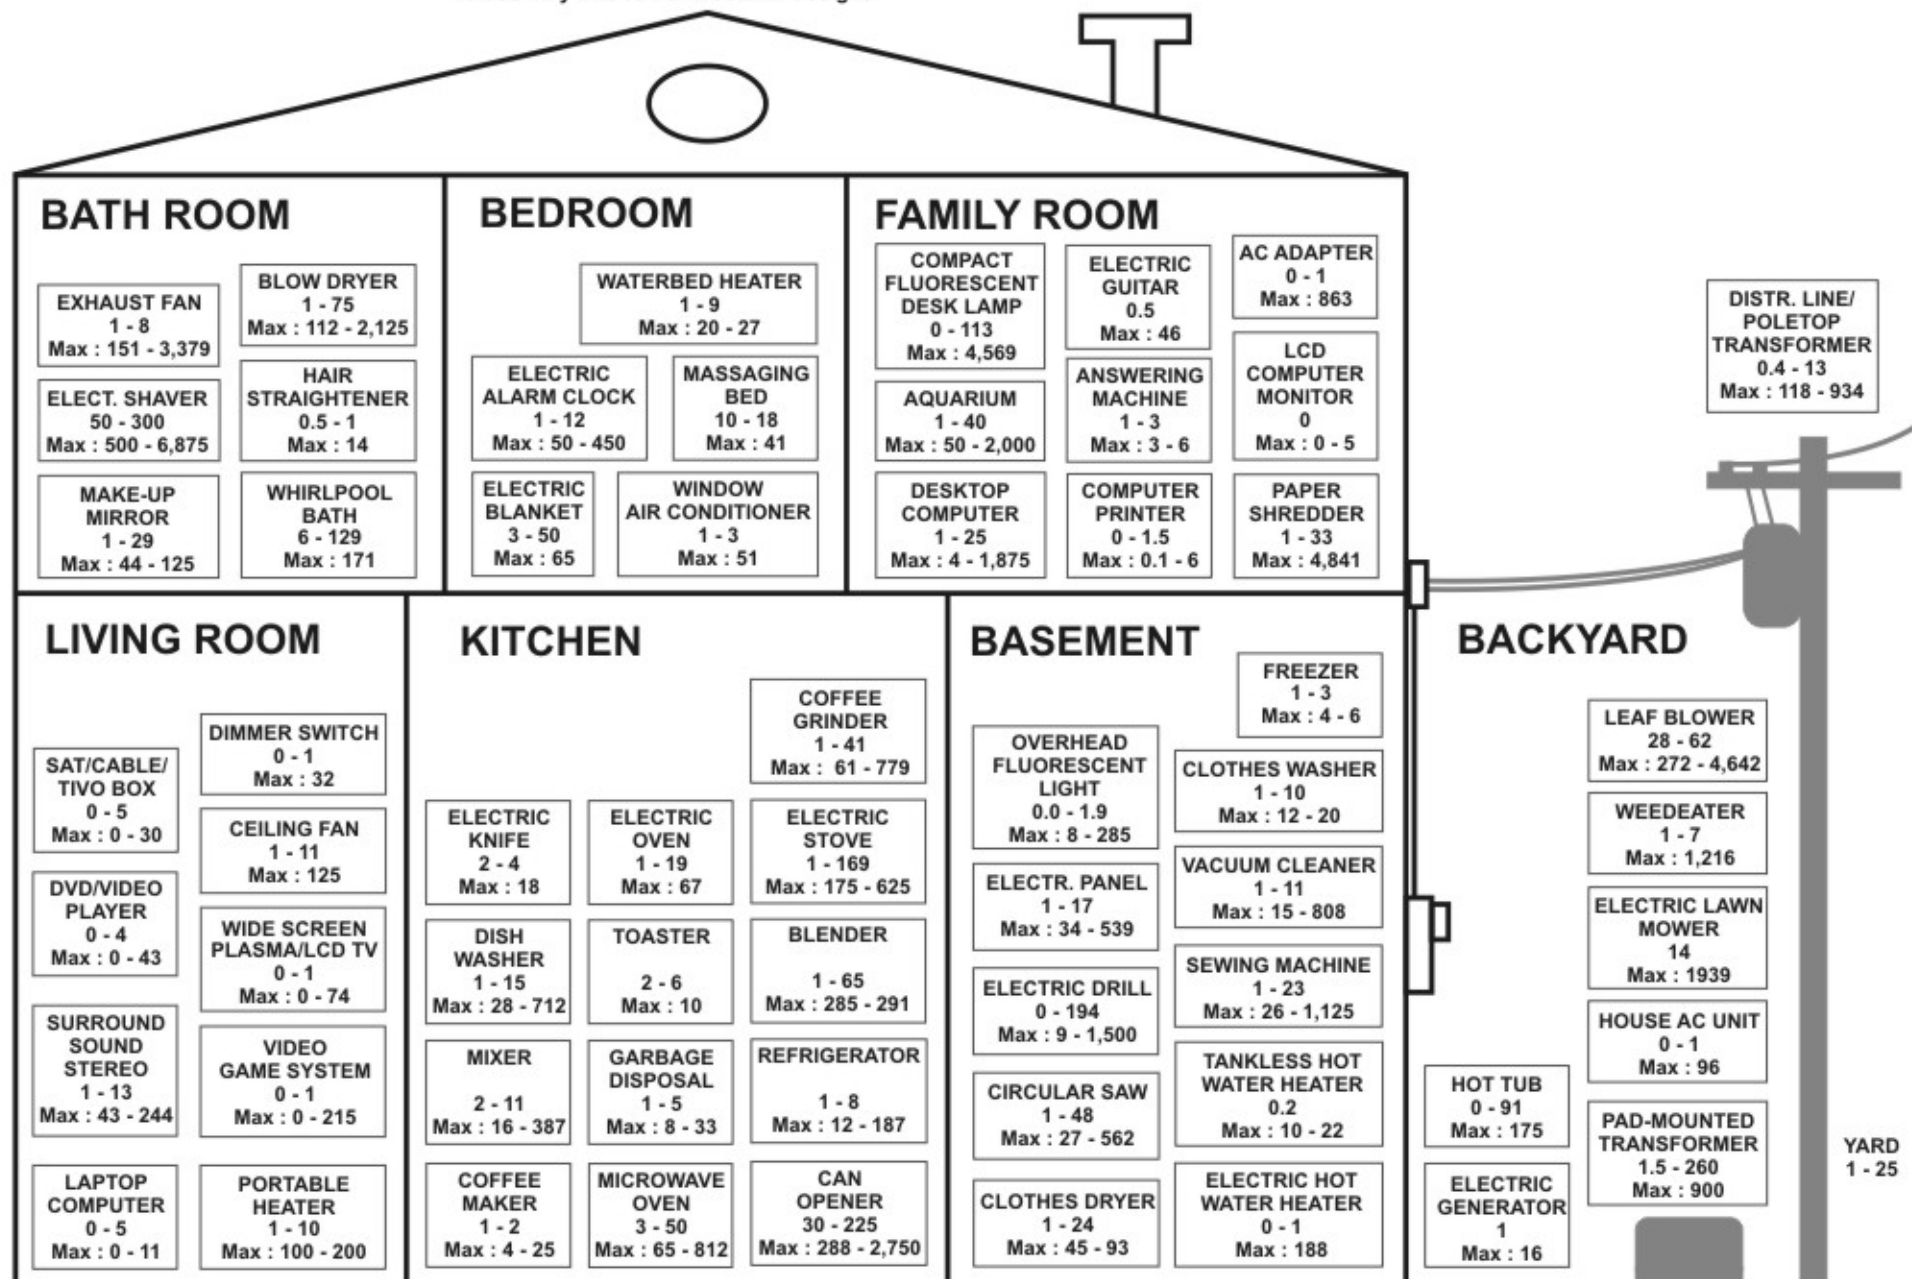 BATH ROOM
EXHAUST FAN
1 - 8
Max : 151 - 3,379
BLOW DRYER
1 - 75
Max : 112 - 2,125
ELECT. SHAVER
50 - 300
Max : 500 - 6,875
HAIR
STRAIGHTENER
0.5 - 1
Max : 14
MAKE-UP
MIRROR
1 - 29
Max : 44 - 125
WHIRLPOOL
BATH
6 - 129
Max : 171
BEDROOM
WATERBED HEATER
1 - 9
Max : 20 - 27
ELECTRIC
ALARM CLOCK
1 - 12
Max : 50 - 450
MASSAGING
BED
10 - 18
Max : 41
ELECTRIC
BLANKET
3 - 50
Max : 65
WINDOW
AIR CONDITIONER
1 - 3
Max : 51
FAMILY ROOM
COMPACT
FLUORESCENT
DESK LAMP
0 - 113
Max : 4,569
ELECTRIC
GUITAR
0.5
Max : 46
AC ADAPTER
0 - 1
Max : 863
AQUARIUM
1 - 40
Max : 50 - 2,000
ANSWERING
MACHINE
1 - 3
Max : 3 - 6
LCD
COMPUTER
MONITOR
0
Max : 0 - 5
DESKTOP
COMPUTER
1 - 25
Max : 4 - 1,875
COMPUTER
PRINTER
0 - 1.5
Max : 0.1 - 6
PAPER
SHREDDER
1 - 33
Max : 4,841
DISTR. LINE/
POLETOP
TRANSFORMER
0.4 - 13
Max : 118 - 934
LIVING ROOM
SAT/CABLE/
TIVO BOX
0 - 5
Max : 0 - 30
DIMMER SWITCH
0 - 1
Max : 32
CEILING FAN
1 - 11
Max : 125
DVD/VIDEO
PLAYER
0 - 4
Max : 0 - 43
WIDE SCREEN
PLASMA/LCD TV
0 - 1
Max : 0 - 74
SURROUND
SOUND
STEREO
1 - 13
Max : 43 - 244
VIDEO
GAME SYSTEM
0 - 1
Max : 0 - 215
LAPTOP
COMPUTER
0 - 5
Max : 0 - 11
PORTABLE
HEATER
1 - 10
Max : 100 - 200
KITCHEN
COFFEE
GRINDER
1 - 41
Max : 61 - 779
ELECTRIC
KNIFE
2 - 4
Max : 18
ELECTRIC
OVEN
1 - 19
Max : 67
ELECTRIC
STOVE
1 - 169
Max : 175 - 625
DISH
WASHER
1 - 15
Max : 28 - 712
TOASTER
2 - 6
Max : 10
BLENDER
1 - 65
Max : 285 - 291
MIXER
2 - 11
Max : 16 - 387
GARBAGE
DISPOSAL
1 - 5
Max : 8 - 33
REFRIGERATOR
1 - 8
Max : 12 - 187
COFFEE
MAKER
1 - 2
Max : 4 - 25
MICROWAVE
OVEN
3 - 50
Max : 65 - 812
CAN
OPENER
30 - 225
Max : 288 - 2,750
BASEMENT
FREEZER
1 - 3
Max : 4 - 6
OVERHEAD
FLUORESCENT
LIGHT
0.0 - 1.9
Max : 8 - 285
CLOTHES WASHER
1 - 10
Max : 12 - 20
ELECTR. PANEL
1 - 17
Max : 34 - 539
VACUUM CLEANER
1 - 11
Max : 15 - 808
ELECTRIC DRILL
0 - 194
Max : 9 - 1,500
SEWING MACHINE
1 - 23
Max : 26 - 1,125
CIRCULAR SAW
1 - 48
Max : 27 - 562
TANKLESS HOT
WATER HEATER
0.2
Max : 10 - 22
CLOTHES DRYER
1 - 24
Max : 45 - 93
ELECTRIC HOT
WATER HEATER
0 - 1
Max : 188
BACKYARD
LEAF BLOWER
28 - 62
Max : 272 - 4,642
WEEDEATER
1 - 7
Max : 1,216
ELECTRIC LAWN
MOWER
14
Max : 1939
HOUSE AC UNIT
0 - 1
Max : 96
HOT TUB
0 - 91
Max : 175
PAD-MOUNTED
TRANSFORMER
1.5 - 260
Max : 900
ELECTRIC
GENERATOR
1
Max : 16
YARD
1 - 25